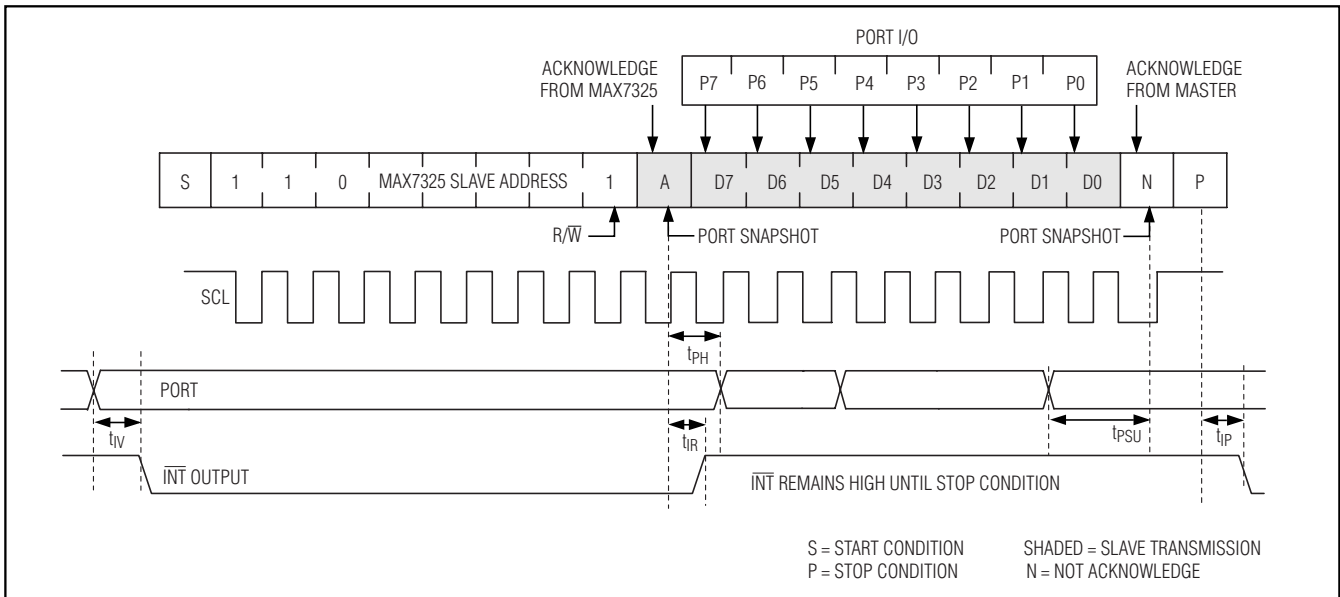 PORT I/O
ACKNOWLEDGE
FROM MAX7325
P7 P6 P5 P4 P3 P2 P1 P0
ACKNOWLEDGE
FROM MASTER
S 1 1 0 MAX7325 SLAVE ADDRESS 1 A D7 D6 D5 D4 D3 D2 D1 D0 N P
R/W̅ PORT SNAPSHOT PORT SNAPSHOT
SCL
tPH
PORT
tIV tIR tPSU tIP
I̅N̅T̅ OUTPUT I̅N̅T̅ REMAINS HIGH UNTIL STOP CONDITION
S = START CONDITION SHADED = SLAVE TRANSMISSION
P = STOP CONDITION N = NOT ACKNOWLEDGE